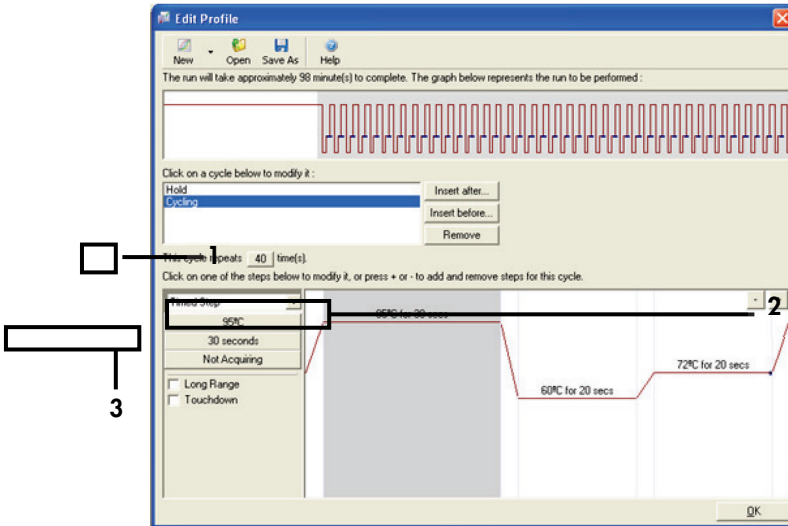 Edit Profile
New Open Save As Help
The run will take approximately 98 minute(s) to complete. The graph below represents the run to be performed :
Click on a cycle below to modify it :
Hold
Cycling
Insert after...
Insert before...
Remove
1
This cycle repeats 40 time(s).
Click on one of the steps below to modify it, or press + or - to add and remove steps for this cycle.
Timed Step
- 2
95ºC
95ºC for 30 secs
30 seconds
Not Acquiring
72ºC for 20 secs
Long Range
60ºC for 20 secs
Touchdown
3
OK